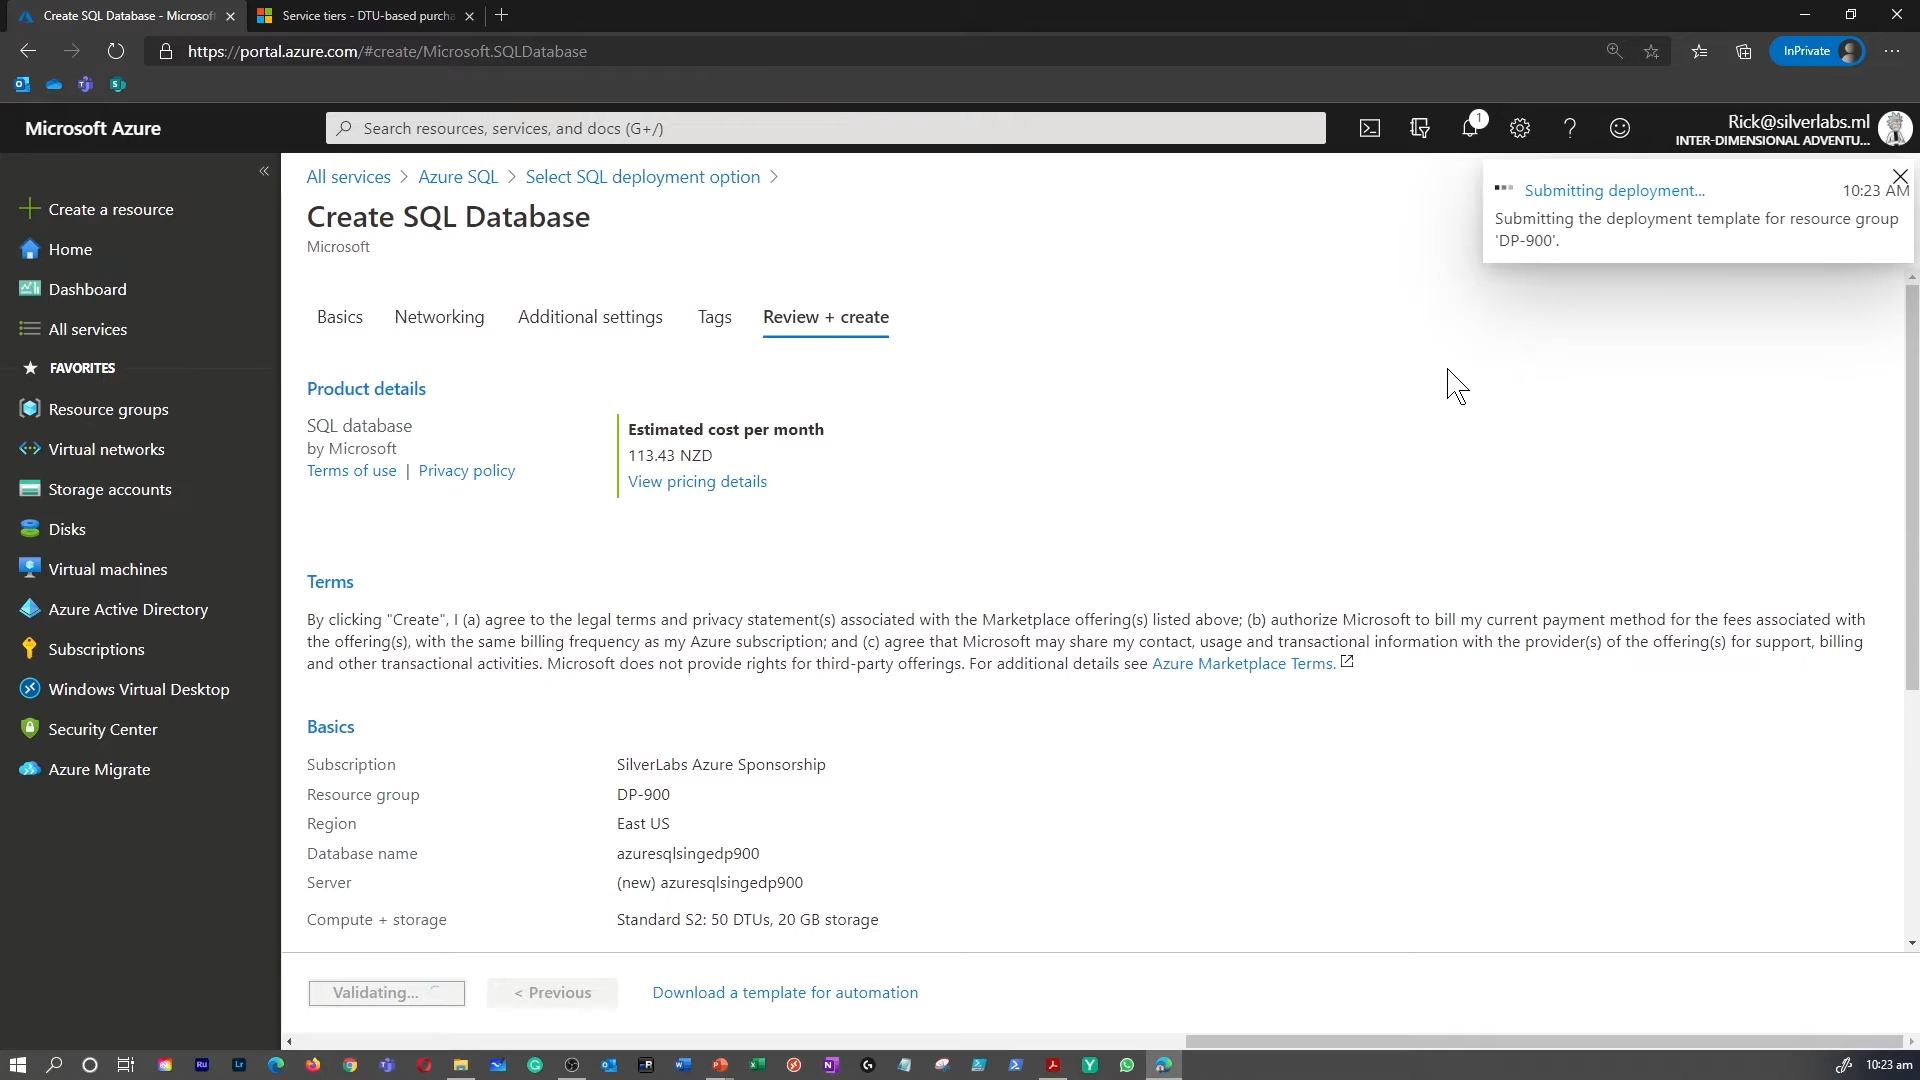 Create SQL Database - Microsoft
Service tiers - DTU-based purcha
https://portal.azure.com/#create/Microsoft.SQLDatabase
InPrivate
Microsoft Azure
Search resources, services, and docs (G+/)
1
Rick@silverlabs.ml
INTER-DIMENSIONAL ADVENTU...
Create a resource
Home
Dashboard
All services
FAVORITES
Resource groups
Virtual networks
Storage accounts
Disks
Virtual machines
Azure Active Directory
Subscriptions
Windows Virtual Desktop
Security Center
Azure Migrate
All services > Azure SQL > Select SQL deployment option >
Create SQL Database
Microsoft
Submitting deployment... 10:23 AM
Submitting the deployment template for resource group
'DP-900'.
Basics Networking Additional settings Tags Review + create
Product details
SQL database
by Microsoft
Terms of use | Privacy policy
Estimated cost per month
113.43 NZD
View pricing details
Terms
By clicking "Create", I (a) agree to the legal terms and privacy statement(s) associated with the Marketplace offering(s) listed above; (b) authorize Microsoft to bill my current payment method for the fees associated with
the offering(s), with the same billing frequency as my Azure subscription; and (c) agree that Microsoft may share my contact, usage and transactional information with the provider(s) of the offering(s) for support, billing
and other transactional activities. Microsoft does not provide rights for third-party offerings. For additional details see Azure Marketplace Terms.
Basics
Subscription SilverLabs Azure Sponsorship
Resource group DP-900
Region East US
Database name azuresqlsingedp900
Server (new) azuresqlsingedp900
Compute + storage Standard S2: 50 DTUs, 20 GB storage
Validating... < Previous Download a template for automation
10:23 am